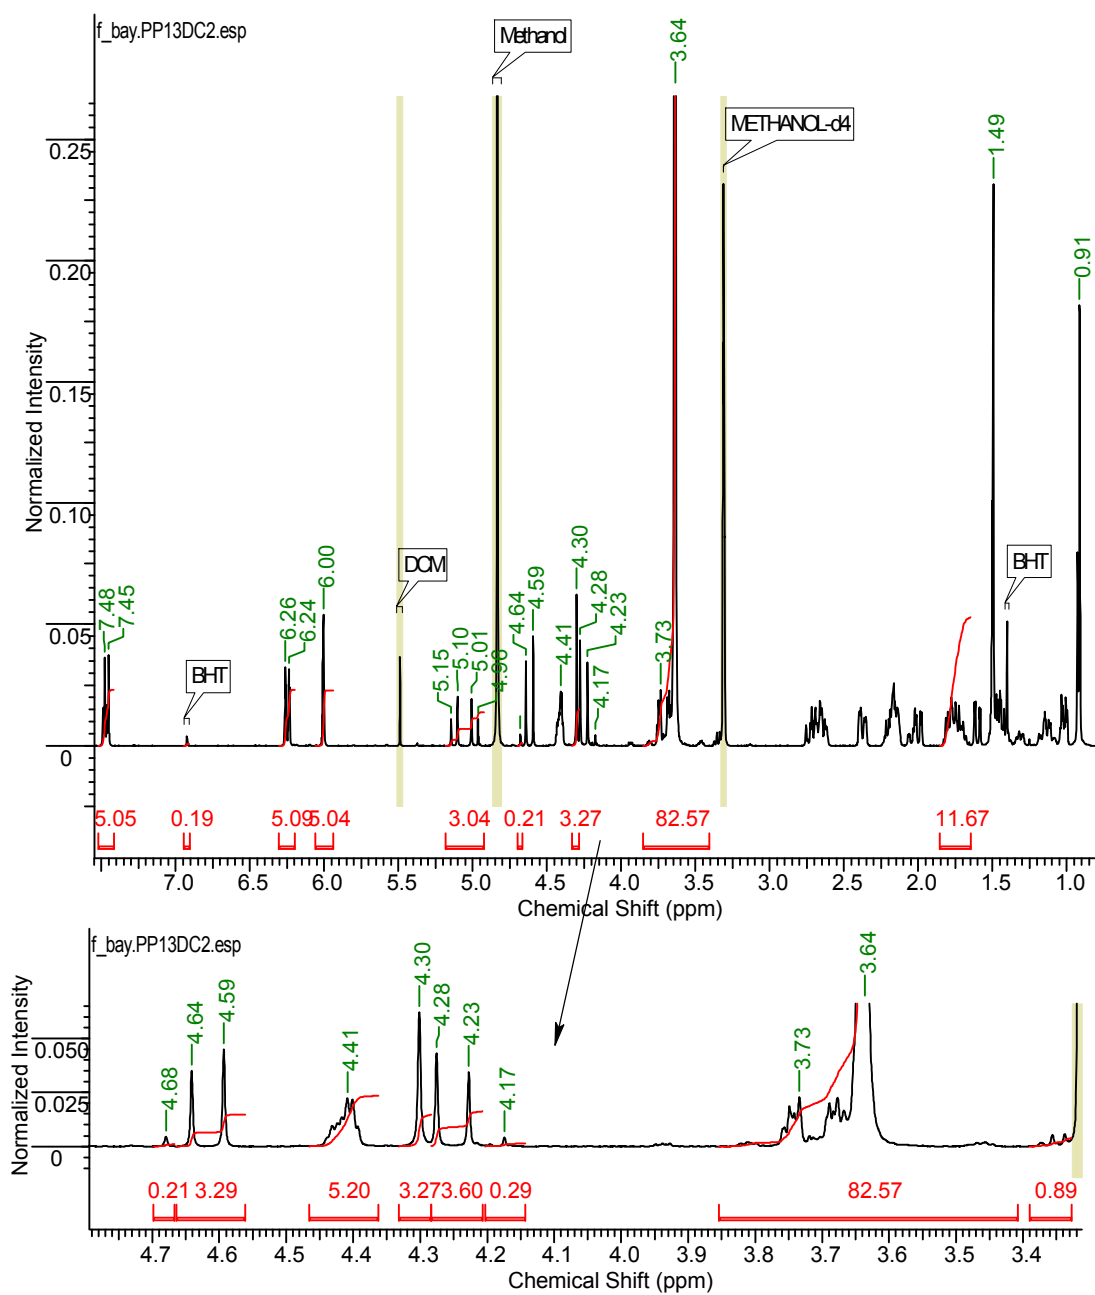 f_bay.PP13DC2.esp
Methanol
3.64
METHANOL-d4
1.49
0.91
0.25
0.20
0.15
0.10
0.05
0
Normalized Intensity
7.48
7.45
BHT
6.26
6.24
6.00
DCM
5.15
5.10
5.01
4.96
4.64
4.59
4.41
4.30
4.28
4.23
4.17
3.73
BHT
5.05 0.19 5.09 5.04 3.04 0.21 3.27 82.57 11.67
7.0 6.5 6.0 5.5 5.0 4.5 4.0 3.5 3.0 2.5 2.0 1.5 1.0
Chemical Shift (ppm)
f_bay.PP13DC2.esp
4.68
4.64
4.59
4.41
4.30
4.28
4.23
4.17
3.73
3.64
0.050
0.025
0
Normalized Intensity
0.21 3.29 5.20 3.27 3.60 0.29 82.57 0.89
4.7 4.6 4.5 4.4 4.3 4.2 4.1 4.0 3.9 3.8 3.7 3.6 3.5 3.4
Chemical Shift (ppm)